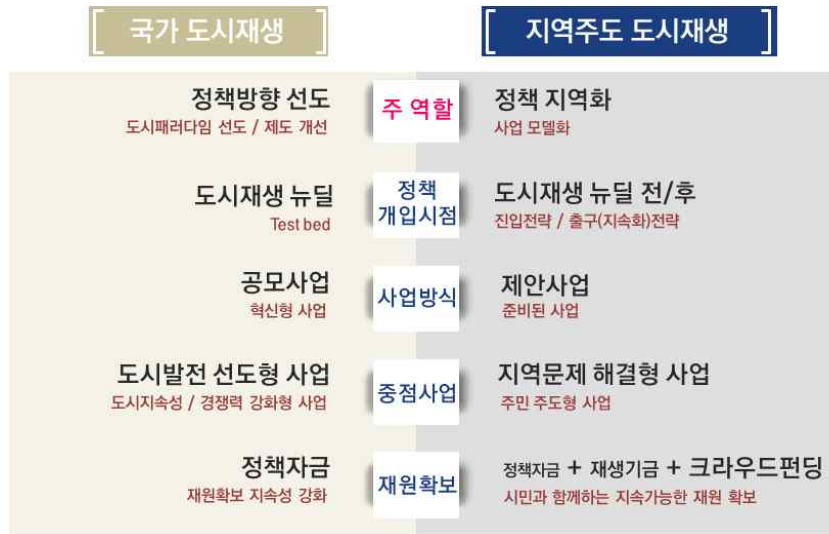 국가 도시재생
지역주도 도시재생
정책방향 선도
도시패러다임 선도 / 제도 개선
주 역할
정책 지역화
사업 모델화
도시재생 뉴딜
Test bed
정책
개입시점
도시재생 뉴딜 전/후
진입전략 / 출구(지속화)전략
공모사업
혁신형 사업
사업방식
제안사업
준비된 사업
도시발전 선도형 사업
도시지속성 / 경쟁력 강화형 사업
중점사업
지역문제 해결형 사업
주민 주도형 사업
정책자금
재원확보 지속성 강화
재원확보
정책자금 + 재생기금 + 크라우드펀딩
시민과 함께하는 지속가능한 재원 확보